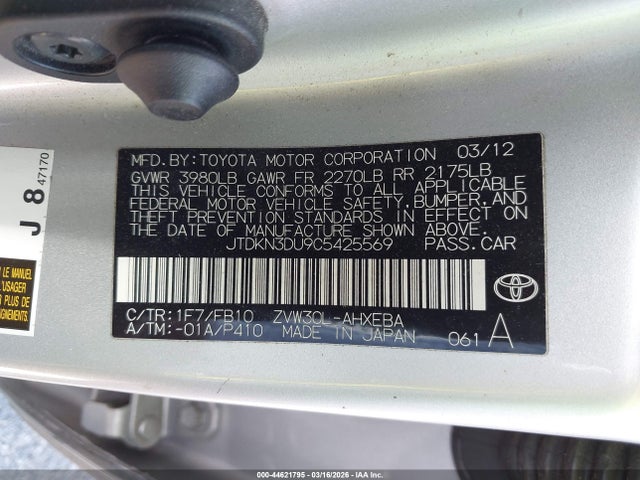 J 8 47170
LE MANUEL
L'USAGER
PLUS DE
SEIGNEMENTS
MFD.BY:TOYOTA MOTOR CORPORATION 03/12
GVWR 3980LB GAWR FR 2270LB RR 2175LB
THIS VEHICLE CONFORMS TO ALL APPLICABLE
FEDERAL MOTOR VEHICLE SAFETY,BUMPER,AND
THEFT PREVENTION STANDARDS IN EFFECT ON
THE DATE OF MANUFACTURE SHOWN ABOVE.
JTDKN3DU9C5425569 PASS.CAR
C/TR:1F7/FB10 ZVW30L-AHXEBA
A/TM:-01A/P410 MADE IN JAPAN 061 A
000-44621795 - 03/16/2026 - IAA Inc.